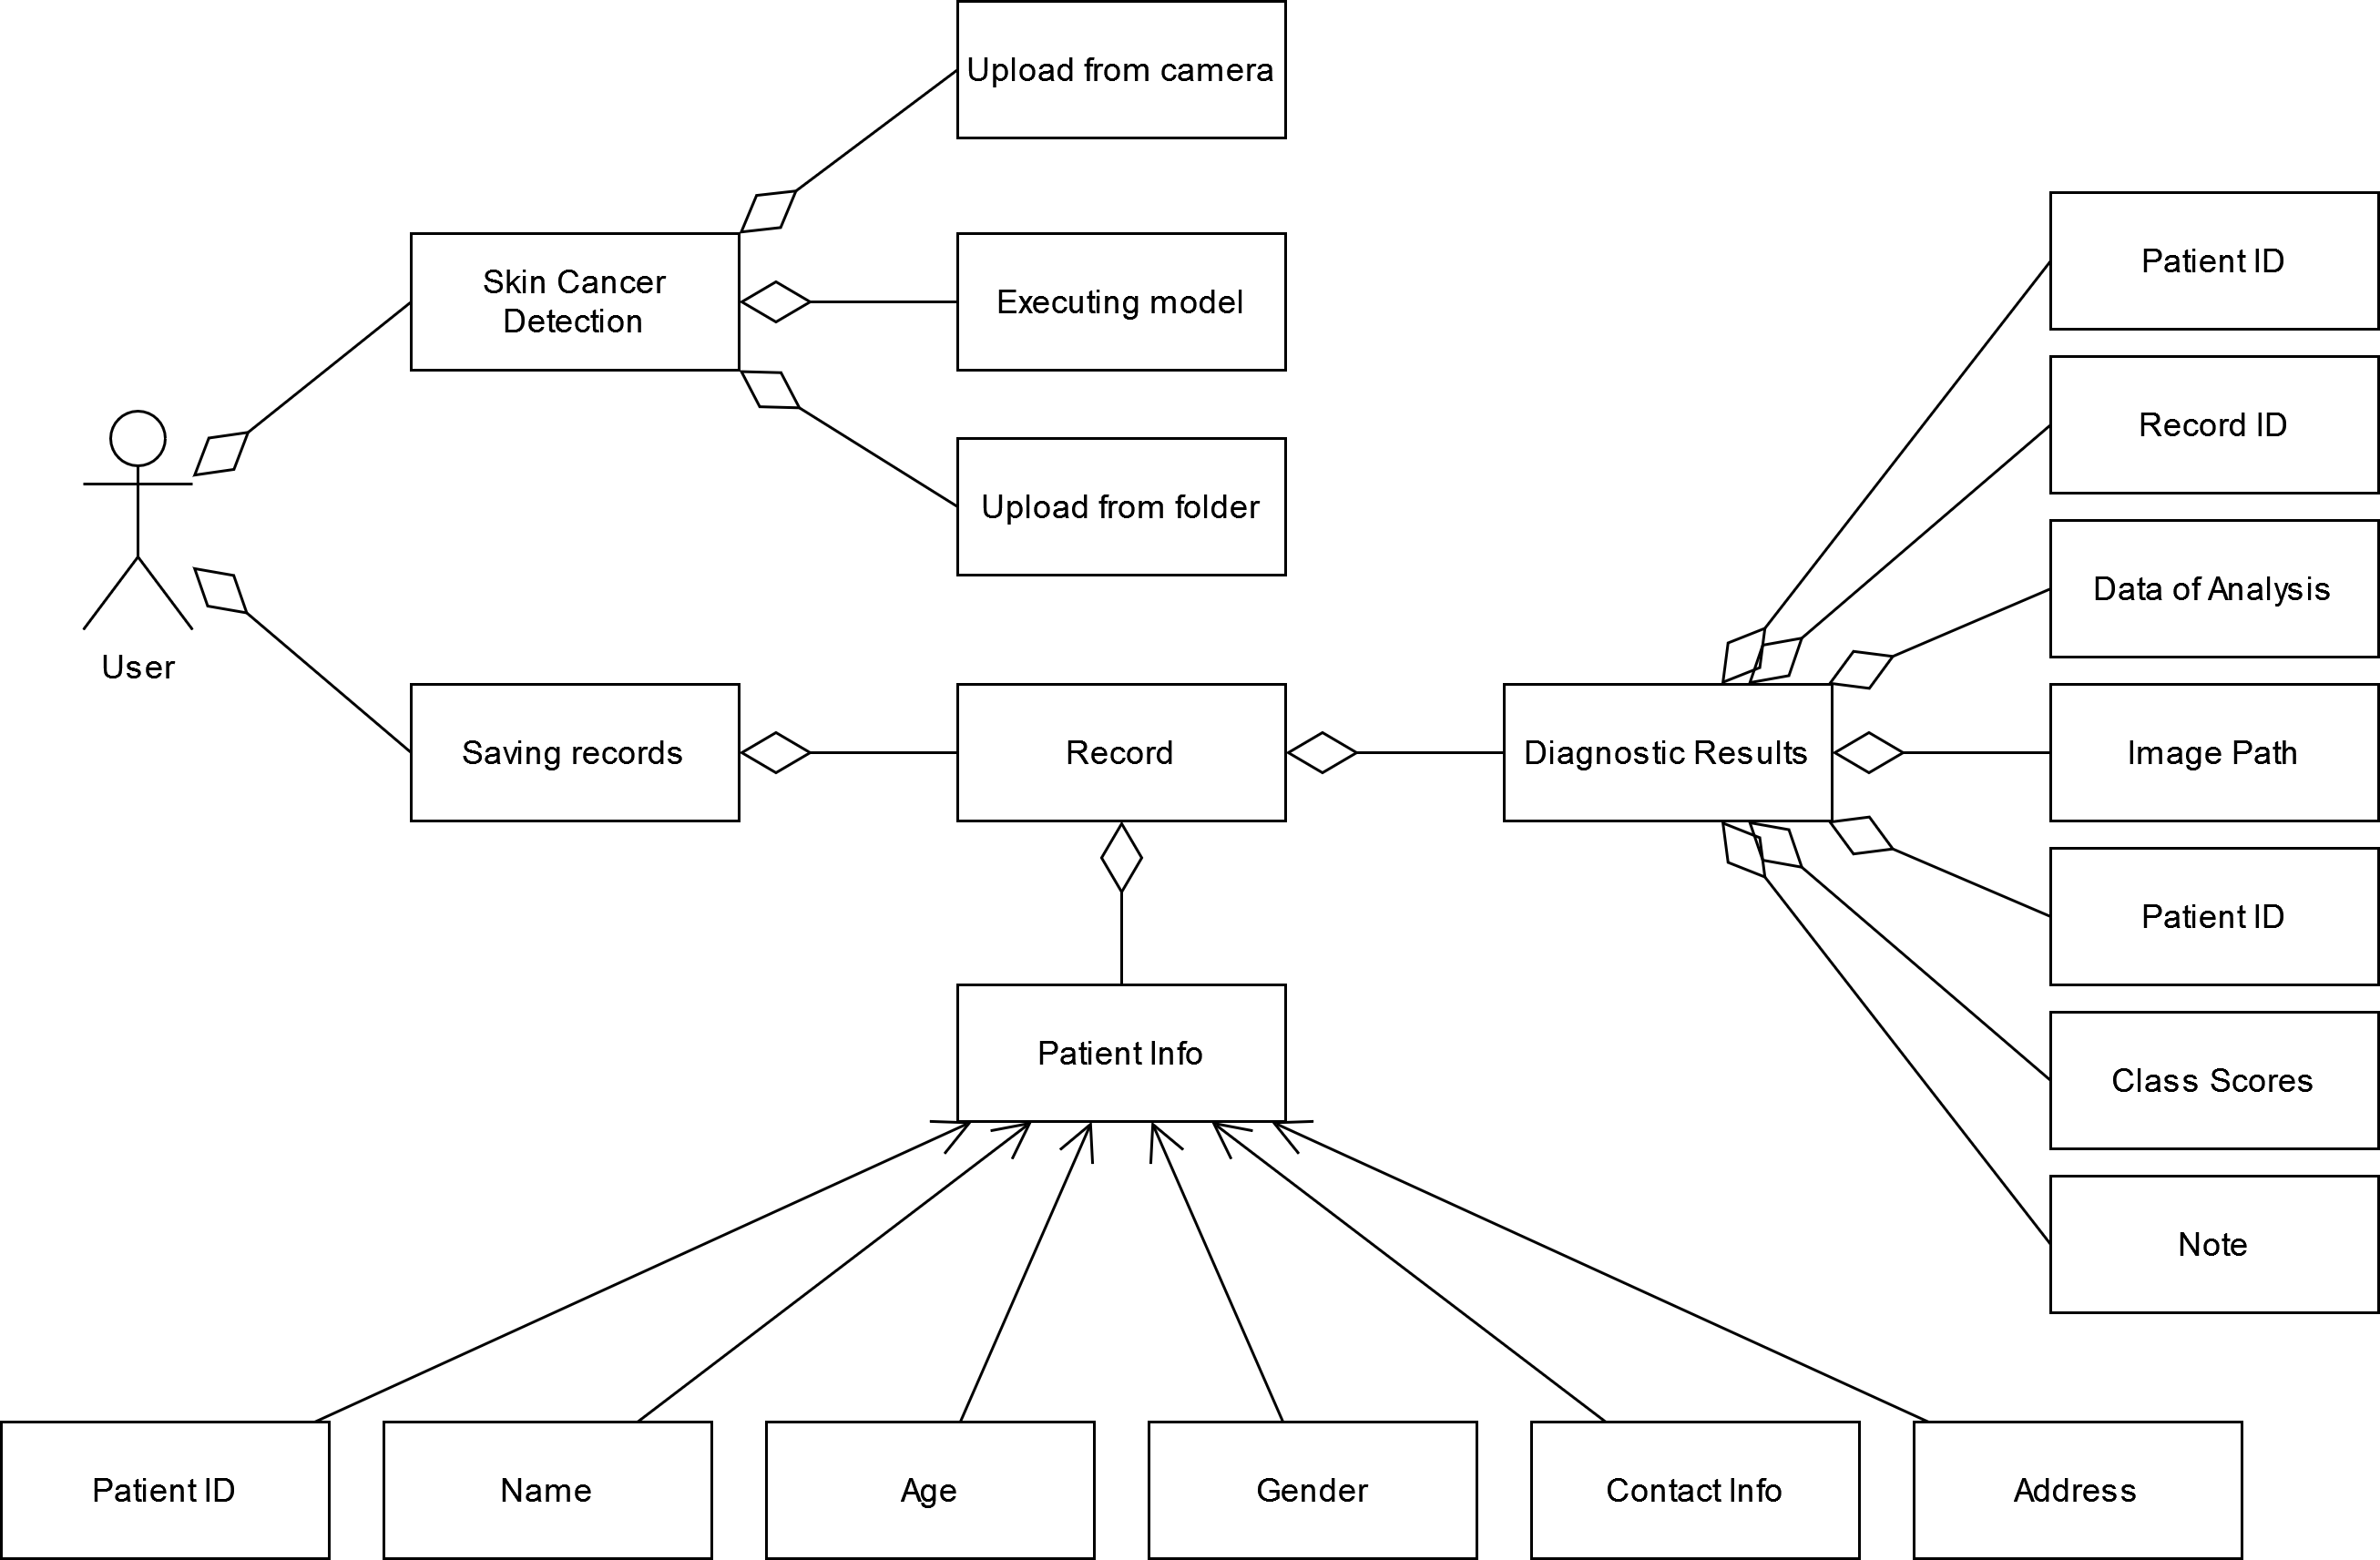 Upload from camera
Skin Cancer
Detection
Executing model
Upload from folder
User
Saving records
Record
Diagnostic Results
Patient ID
Record ID
Data of Analysis
Image Path
Patient ID
Class Scores
Note
Patient Info
Patient ID
Name
Age
Gender
Contact Info
Address